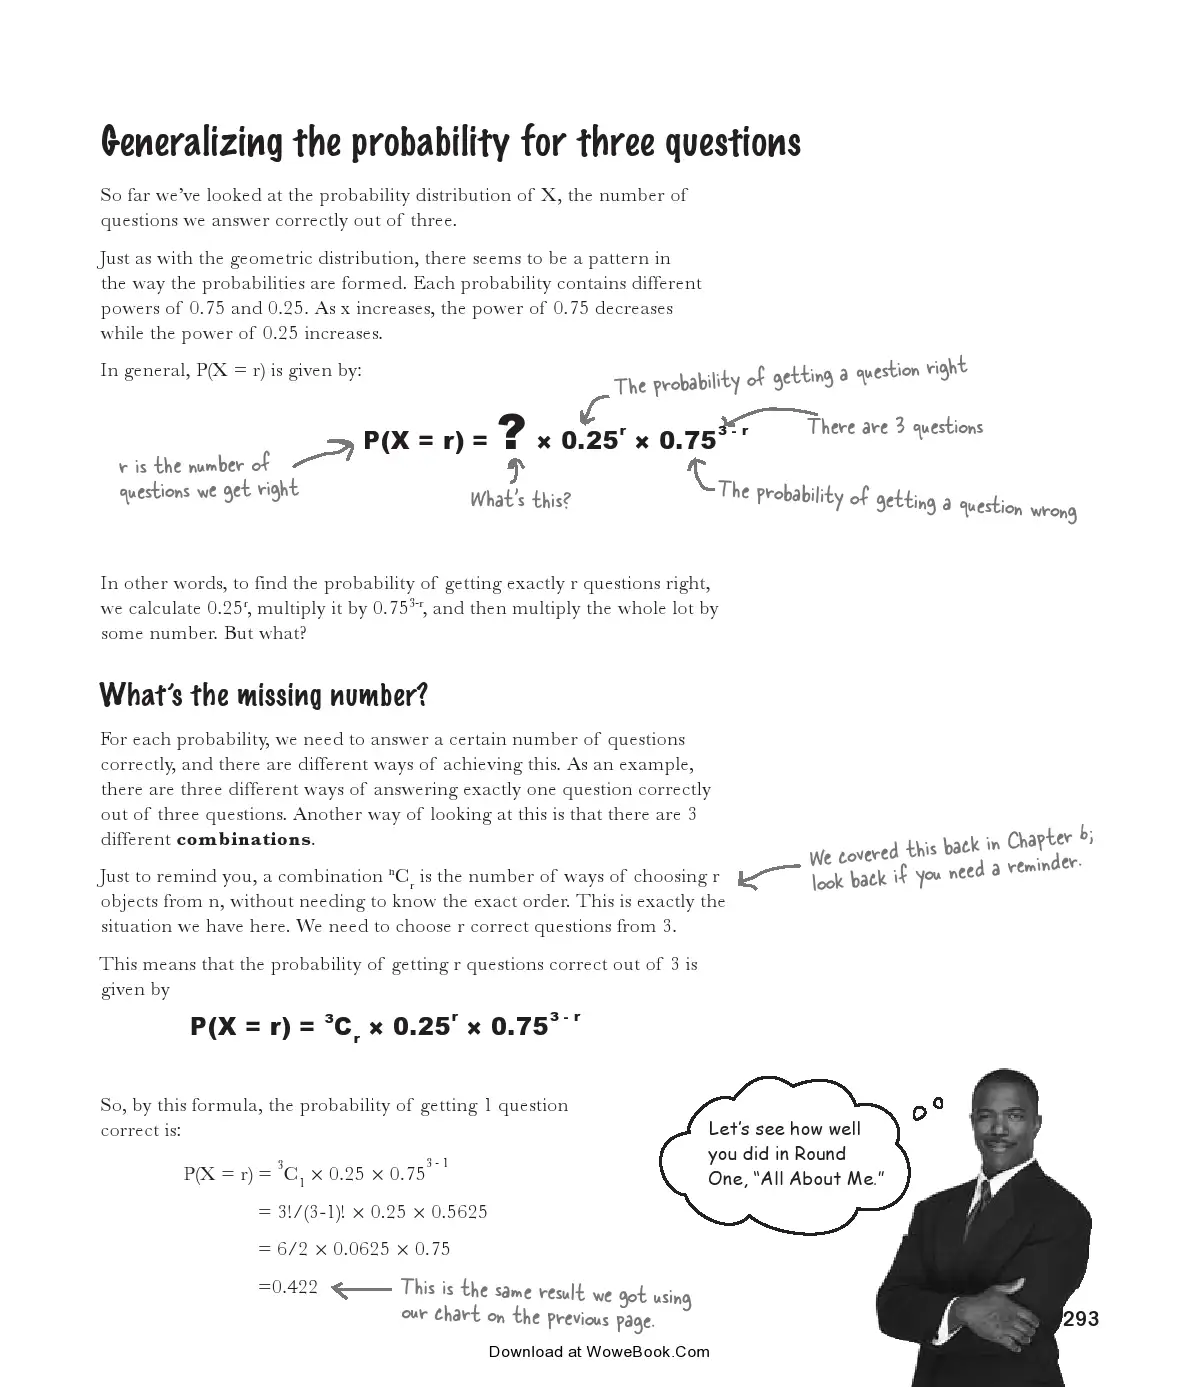 Generalizing the probability for three questions
So far we've looked at the probability distribution of X, the number of
questions we answer correctly out of three.
Just as with the geometric distribution, there seems to be a pattern in
the way the probabilities are formed. Each probability contains different
powers of 0.75 and 0.25. As x increases, the power of 0.75 decreases
while the power of 0.25 increases.
In general, P(X = r) is given by:
The probability of getting a question right
There are 3 questions
P(X = r) = ? × 0.25^r × 0.75^(3 - r)
r is the number of
questions we get right
What's this?
The probability of getting a question wrong
In other words, to find the probability of getting exactly r questions right,
we calculate 0.25^r, multiply it by 0.75^(3-r), and then multiply the whole lot by
some number. But what?
What's the missing number?
For each probability, we need to answer a certain number of questions
correctly, and there are different ways of achieving this. As an example,
there are three different ways of answering exactly one question correctly
out of three questions. Another way of looking at this is that there are 3
different combinations.
We covered this back in Chapter 6;
look back if you need a reminder.
Just to remind you, a combination ⁿCᵣ is the number of ways of choosing r
objects from n, without needing to know the exact order. This is exactly the
situation we have here. We need to choose r correct questions from 3.
This means that the probability of getting r questions correct out of 3 is
given by
P(X = r) = ³Cᵣ × 0.25^r × 0.75^(3 - r)
So, by this formula, the probability of getting 1 question
correct is:
P(X = r) = ³C₁ × 0.25 × 0.75^(3 - 1)
= 3!/(3-1)! × 0.25 × 0.5625
= 6/2 × 0.0625 × 0.75
=0.422
This is the same result we got using
our chart on the previous page.
Let's see how well
you did in Round
One, “All About Me.”
293
Download at WoweBook.Com